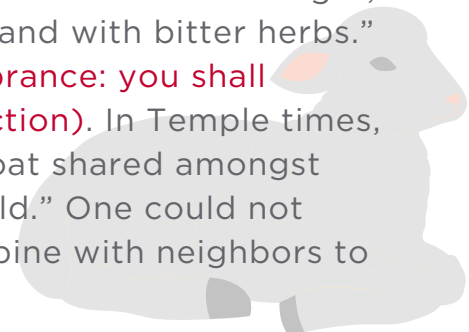 and with bitter herbs.”
orance: you shall
ction). In Temple times,
oat shared amongst
ld.” One could not
bine with neighbors to